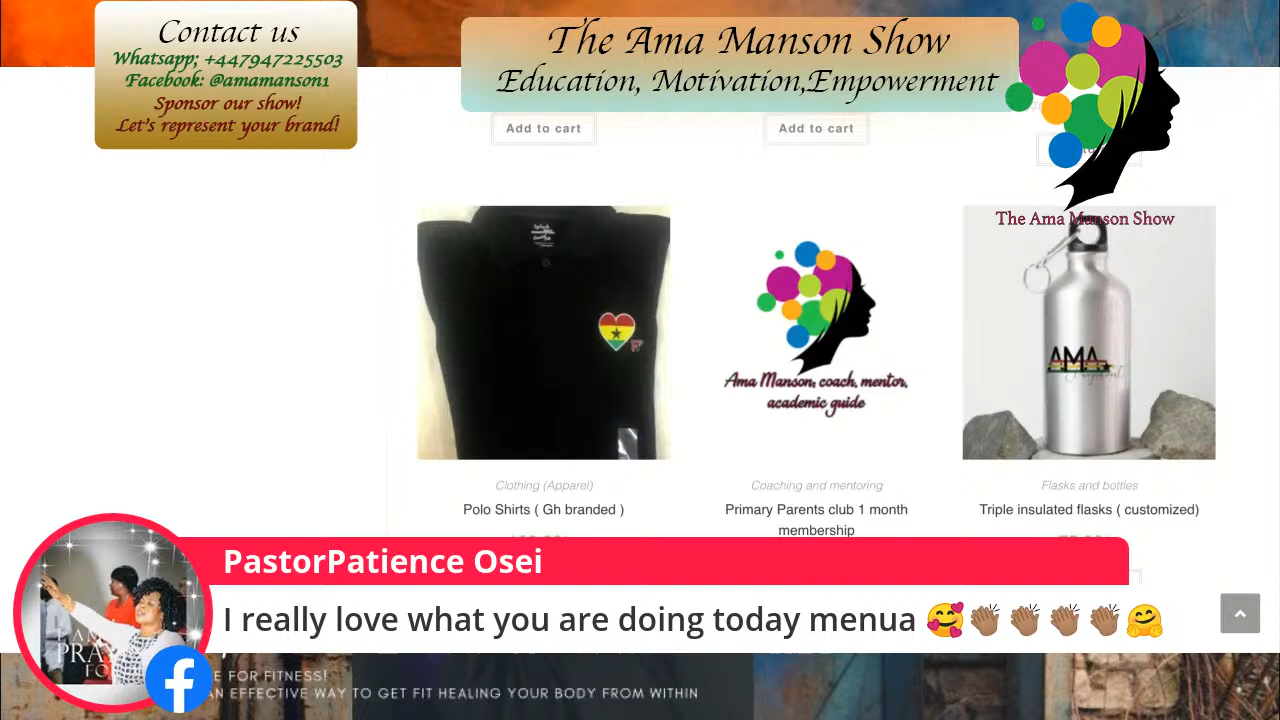 Contact us
Whatsapp; +447947225503
Facebook: @amamanson1
Sponsor our show!
Let's represent your brand!
The Ama Manson Show
Education, Motivation,Empowerment
Add to cart
Add to cart
The Ama Manson Show
AMA
Ama Manson, coach, mentor,
academic guide
Clothing (Apparel)
Coaching and mentoring
Flasks and bottles
Polo Shirts ( Gh branded )
Primary Parents club 1 month
membership
Triple insulated flasks ( customized)
PastorPatience Osei
I really love what you are doing today menua 🥰👏🏾👏🏾👏🏾👏🏾🤗
E FOR FITNESS!
AN EFFECTIVE WAY TO GET FIT HEALING YOUR BODY FROM WITHIN